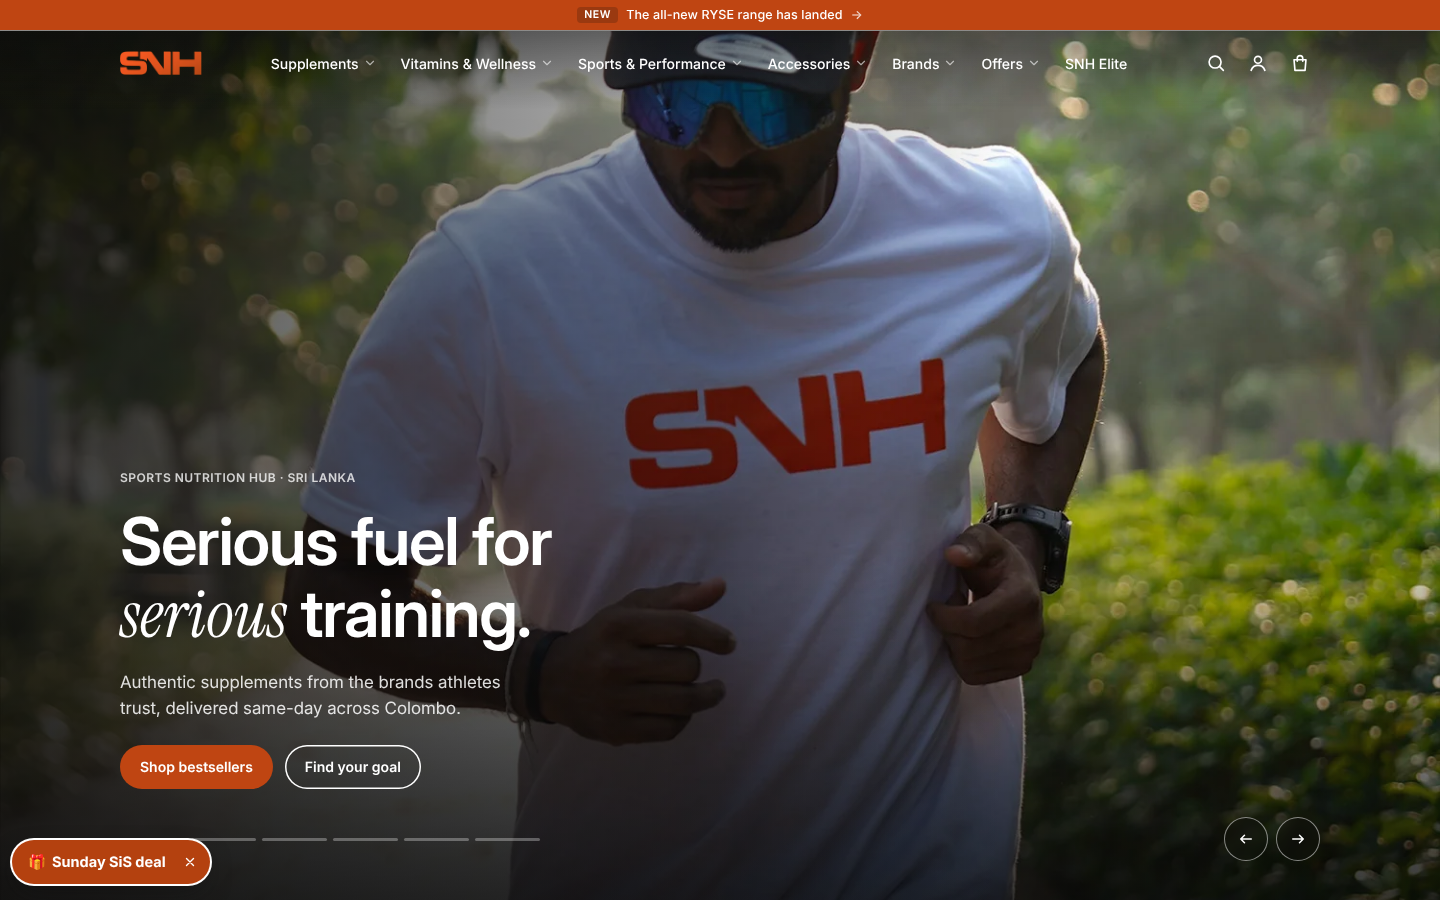 NEW The all-new RYSE range has landed →
SNH
Supplements
Vitamins & Wellness
Sports & Performance
Accessories
Brands
Offers
SNH Elite
SNH
SPORTS NUTRITION HUB · SRI LANKA
Serious fuel for
serious training.
Authentic supplements from the brands athletes
trust, delivered same-day across Colombo.
Shop bestsellers
Find your goal
🎁 Sunday SiS deal ×